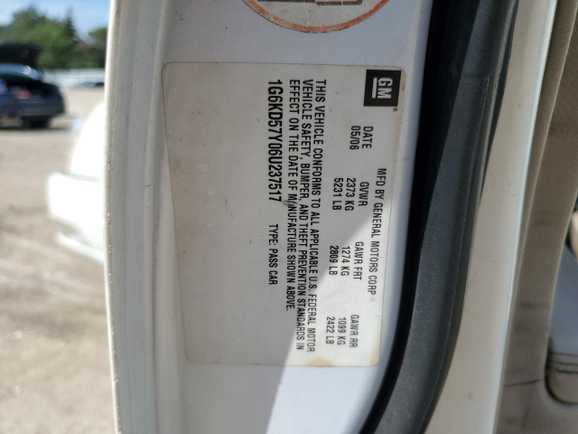 GM
MFD BY GENERAL MOTORS CORP
DATE GVWR GAWR FRT GAWR RR
05/06 2373 KG 1274 KG 1099 KG
5231 LB 2809 LB 2422 LB
THIS VEHICLE CONFORMS TO ALL APPLICABLE U.S. FEDERAL MOTOR
VEHICLE SAFETY, BUMPER, AND THEFT PREVENTION STANDARDS IN
EFFECT ON THE DATE OF MANUFACTURE SHOWN ABOVE.
1G6KD57Y06U237517 TYPE: PASS CAR